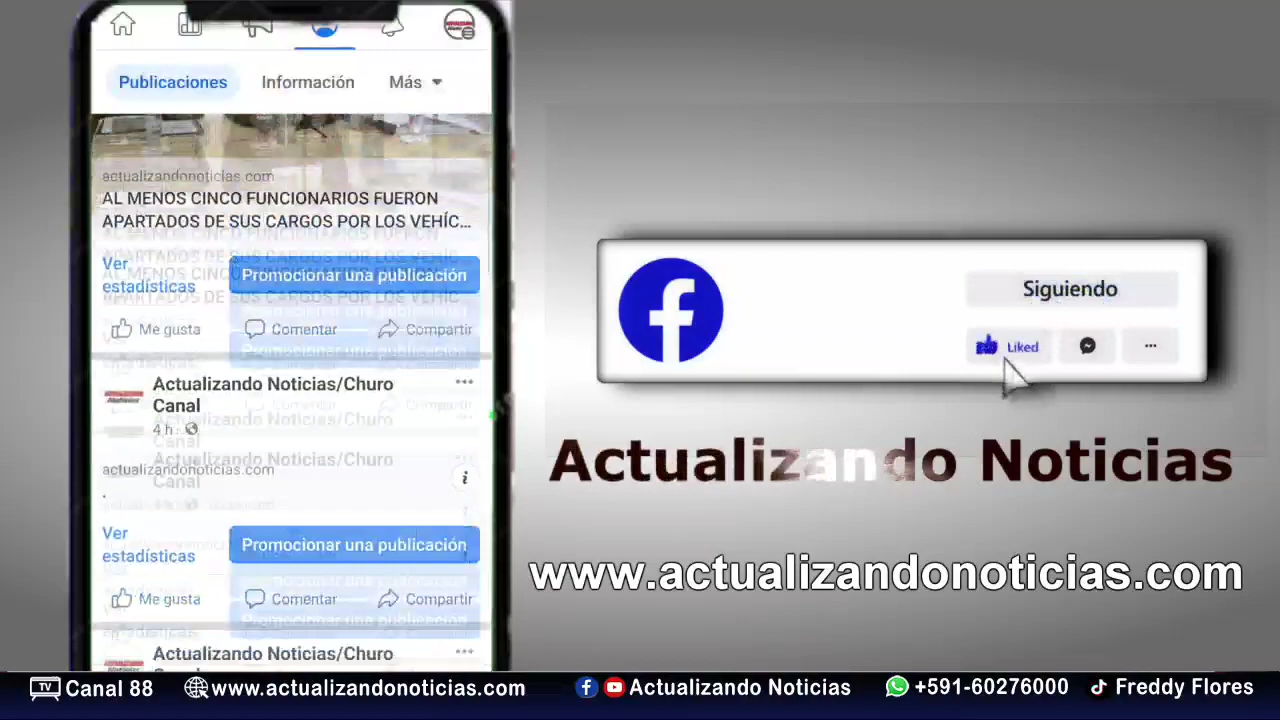 Publicaciones
Información
Más
actualizandonoticias.com
AL MENOS CINCO FUNCIONARIOS FUERON
APARTADOS DE SUS CARGOS POR LOS VEHÍC...
Ver
estadísticas
Promocionar una publicación
Me gusta
Comentar
Compartir
Actualizando Noticias/Churo
Canal
4 h
actualizandonoticias.com
.
Ver
estadísticas
Promocionar una publicación
Me gusta
Comentar
Compartir
Actualizando Noticias/Churo
Siguiendo
Liked
Actualizando Noticias
www.actualizandonoticias.com
TV Canal 88
www.actualizandonoticias.com
Actualizando Noticias
+591-60276000
Freddy Flores